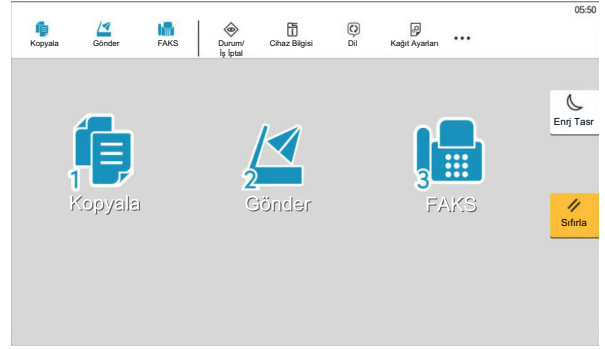 05:50
Kopyala
Gönder
FAKS
Durum/
İş İptal
Cihaz Bilgisi
Dil
Kağıt Ayarları
Enrj Tasr
1
Kopyala
2
Gönder
3
FAKS
Sıfırla